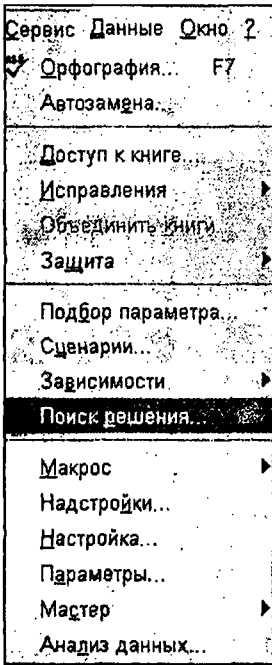 Сервис Данные Окно ?
Орфография... F7
Автозамена...
Доступ к книге...
Исправления
Объединить книги
Защита
Подбор параметра...
Сценарии...
Зависимости
Поиск решения...
Макрос
Надстройки...
Настройка...
Параметры...
Мастер
Анализ данных...